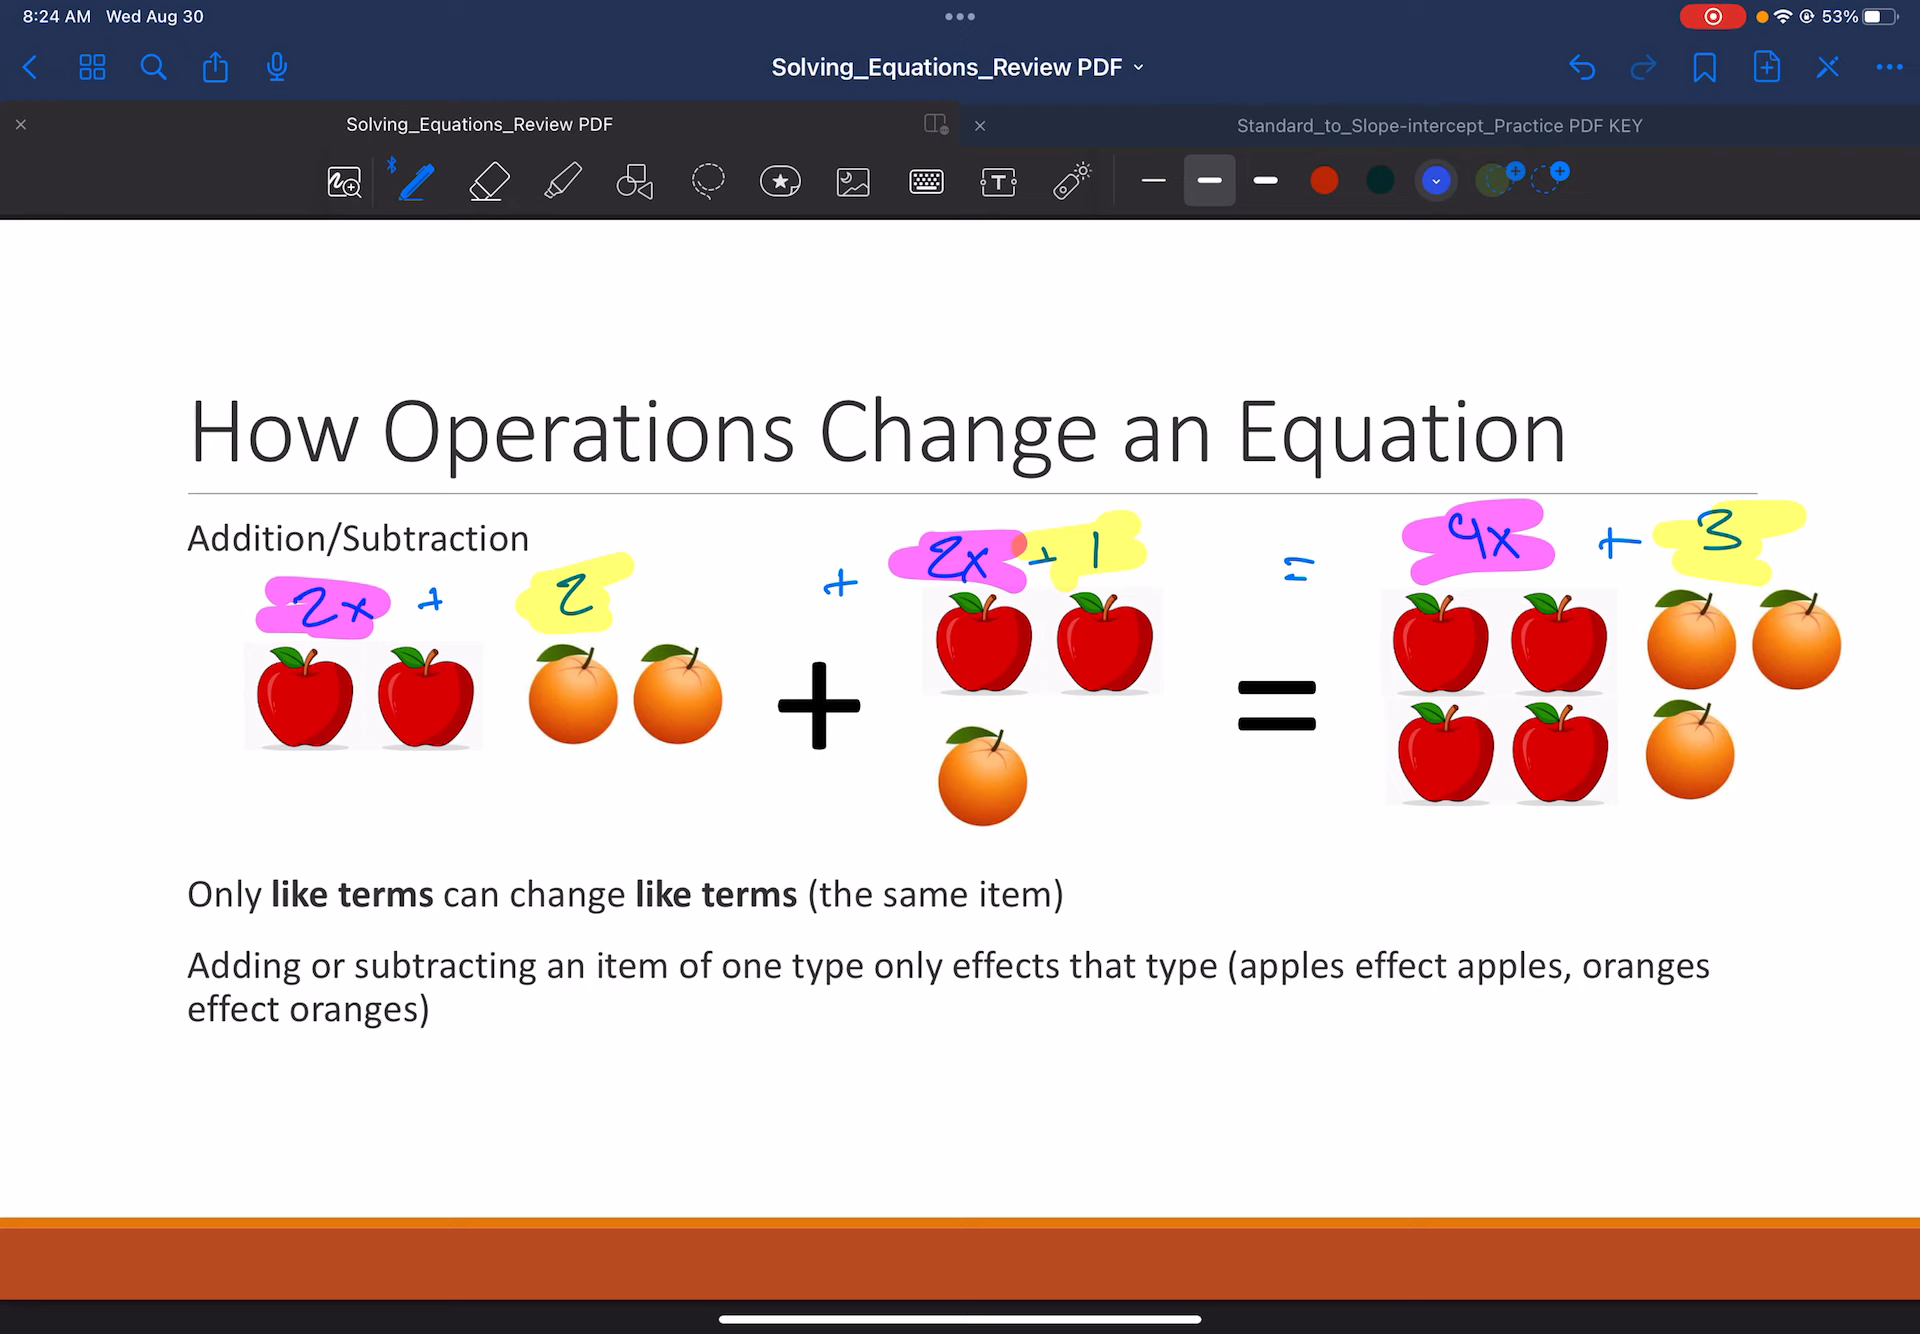 8:24 AM Wed Aug 30
53%
Solving_Equations_Review PDF
Solving_Equations_Review PDF
Standard_to_Slope-intercept_Practice PDF KEY
How Operations Change an Equation
Addition/Subtraction
2x + 2 + 2x + 1 = 4x + 3
+ =
Only like terms can change like terms (the same item)
Adding or subtracting an item of one type only effects that type (apples effect apples, oranges
effect oranges)